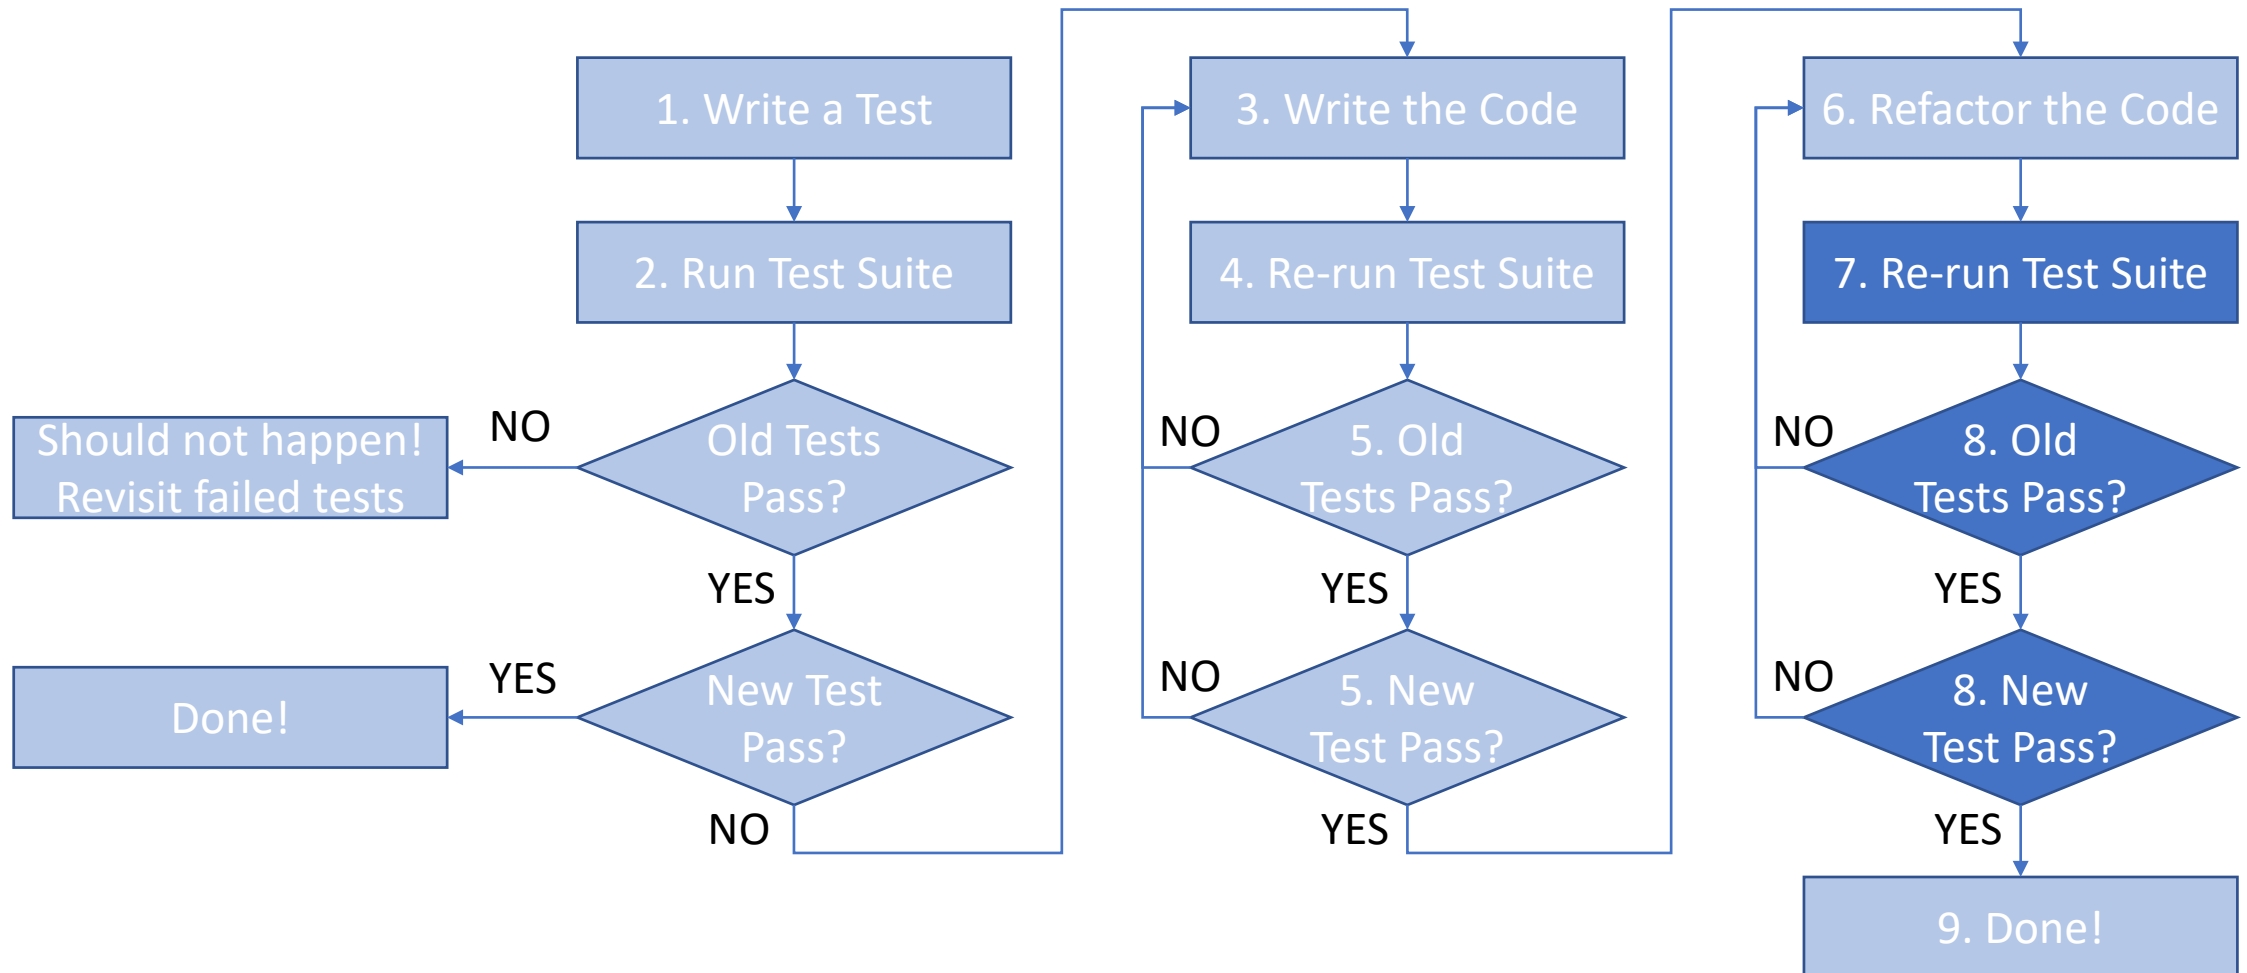 1. Write a Test
2. Run Test Suite
Old Tests
Pass?
NO
Should not happen!
Revisit failed tests
YES
New Test
Pass?
YES
Done!
NO
3. Write the Code
4. Re-run Test Suite
5. Old
Tests Pass?
NO
YES
5. New
Test Pass?
NO
YES
6. Refactor the Code
7. Re-run Test Suite
8. Old
Tests Pass?
NO
YES
8. New
Test Pass?
NO
YES
9. Done!